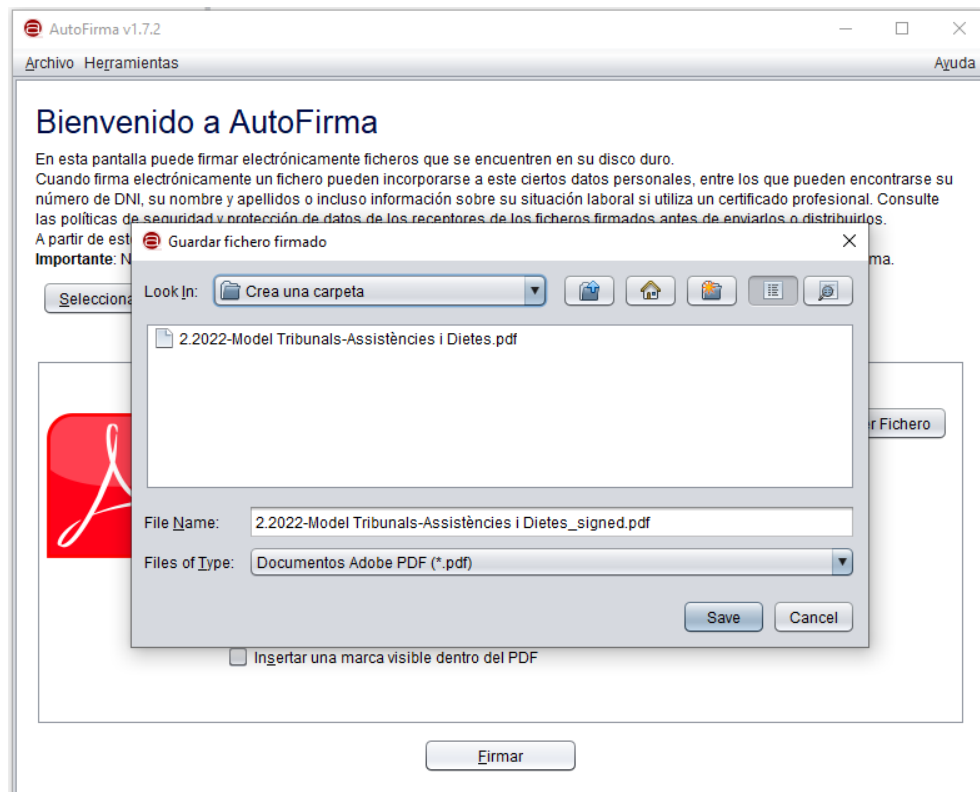 AutoFirma v1.7.2
Archivo Herramientas Ayuda
Bienvenido a AutoFirma
En esta pantalla puede firmar electrónicamente ficheros que se encuentren en su disco duro.
Cuando firma electrónicamente un fichero pueden incorporarse a este ciertos datos personales, entre los que pueden encontrarse su
número de DNI, su nombre y apellidos o incluso información sobre su situación laboral si utiliza un certificado profesional. Consulte
las políticas de seguridad y protección de datos de los receptores de los ficheros firmados antes de enviarlos o distribuirlos.
A partir de
Importante:
Guardar fichero firmado
Look In: Crea una carpeta
2.2022-Model Tribunals-Assistències i Dietes.pdf
Fichero
File Name: 2.2022-Model Tribunals-Assistències i Dietes_signed.pdf
Files of Type: Documentos Adobe PDF (*.pdf)
Save Cancel
Insertar una marca visible dentro del PDF
Firmar